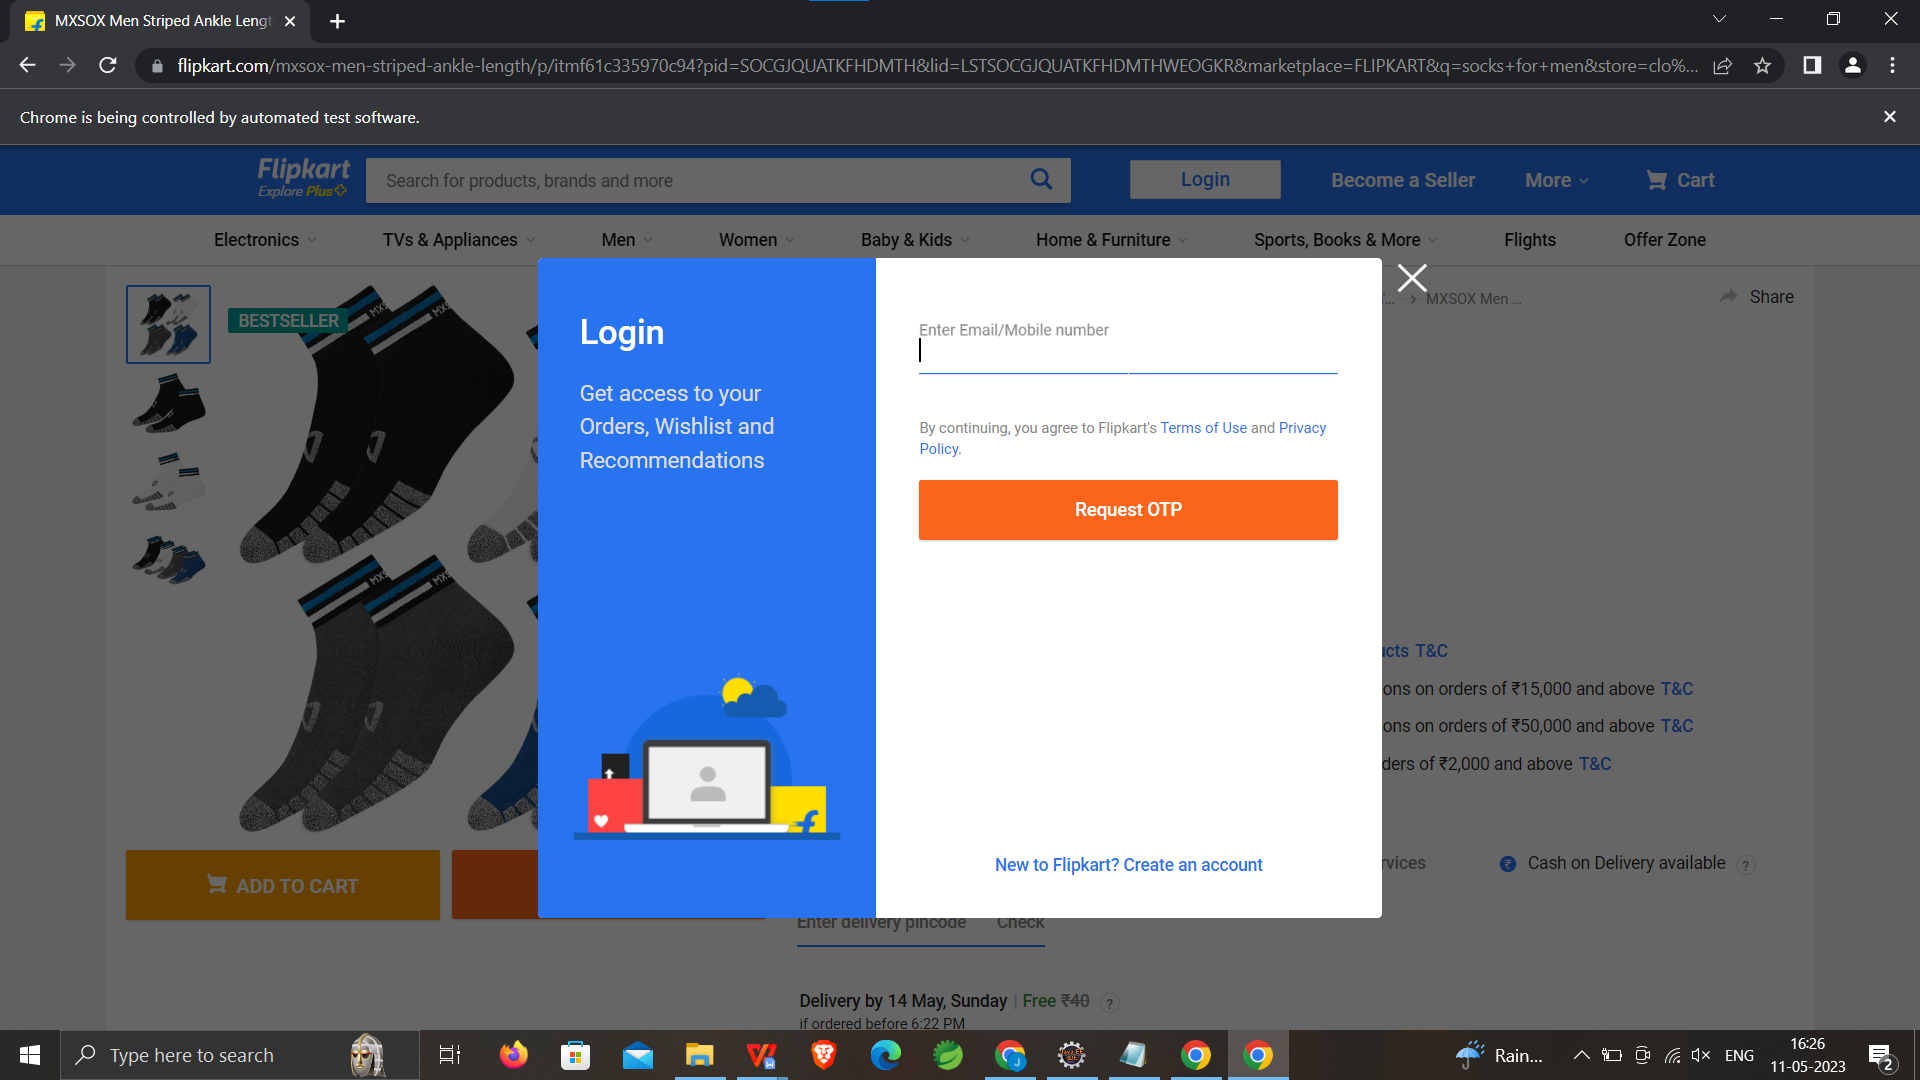 MXSOX Men Striped Ankle Lengt
flipkart.com/mxsox-men-striped-ankle-length/p/itmf61c335970c94?pid=SOCGJQUATKFHDMTH&lid=LSTSOCGJQUATKFHDMTHWEOGKR&marketplace=FLIPKART&q=socks+for+men&store=clo%...
Chrome is being controlled by automated test software.
Flipkart
Explore Plus
Search for products, brands and more
Login
Become a Seller
More
Cart
Electronics
TVs & Appliances
Men
Women
Baby & Kids
Home & Furniture
Sports, Books & More
Flights
Offer Zone
BESTSELLER
MXSOX Men ...
Share
Login
Get access to your
Orders, Wishlist and
Recommendations
Enter Email/Mobile number
By continuing, you agree to Flipkart's Terms of Use and Privacy
Policy.
Request OTP
New to Flipkart? Create an account
ucts T&C
ons on orders of ₹15,000 and above T&C
ons on orders of ₹50,000 and above T&C
ders of ₹2,000 and above T&C
rvices
₹ Cash on Delivery available ?
ADD TO CART
Enter delivery pincode
Check
Delivery by 14 May, Sunday | Free ₹40 ?
if ordered before 6:22 PM
Type here to search
Rain...
ENG
16:26
11-05-2023
2